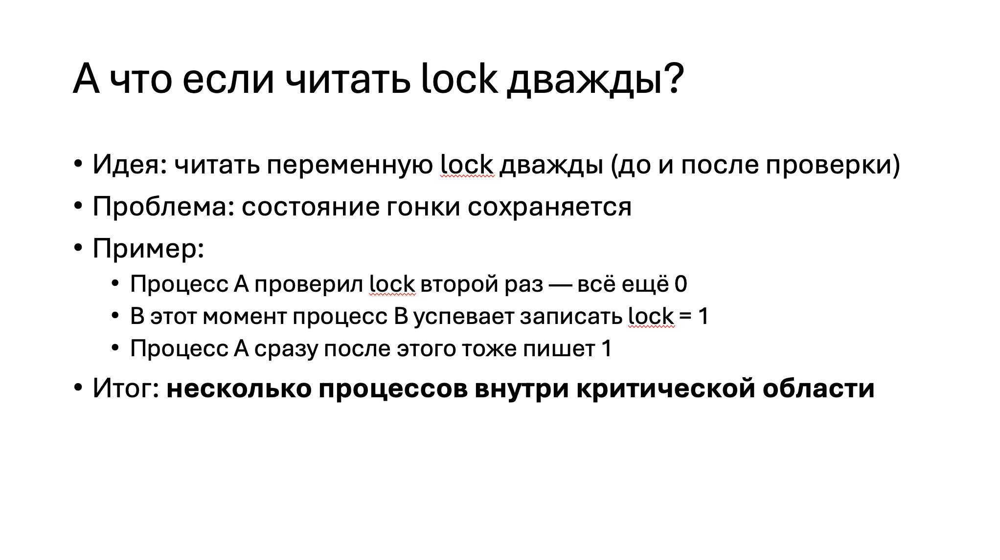 А что если читать lock дважды?
• Идея: читать переменную lock дважды (до и после проверки)
• Проблема: состояние гонки сохраняется
• Пример:
• Процесс A проверил lock второй раз — всё ещё 0
• В этот момент процесс B успевает записать lock = 1
• Процесс A сразу после этого тоже пишет 1
• Итог: несколько процессов внутри критической области